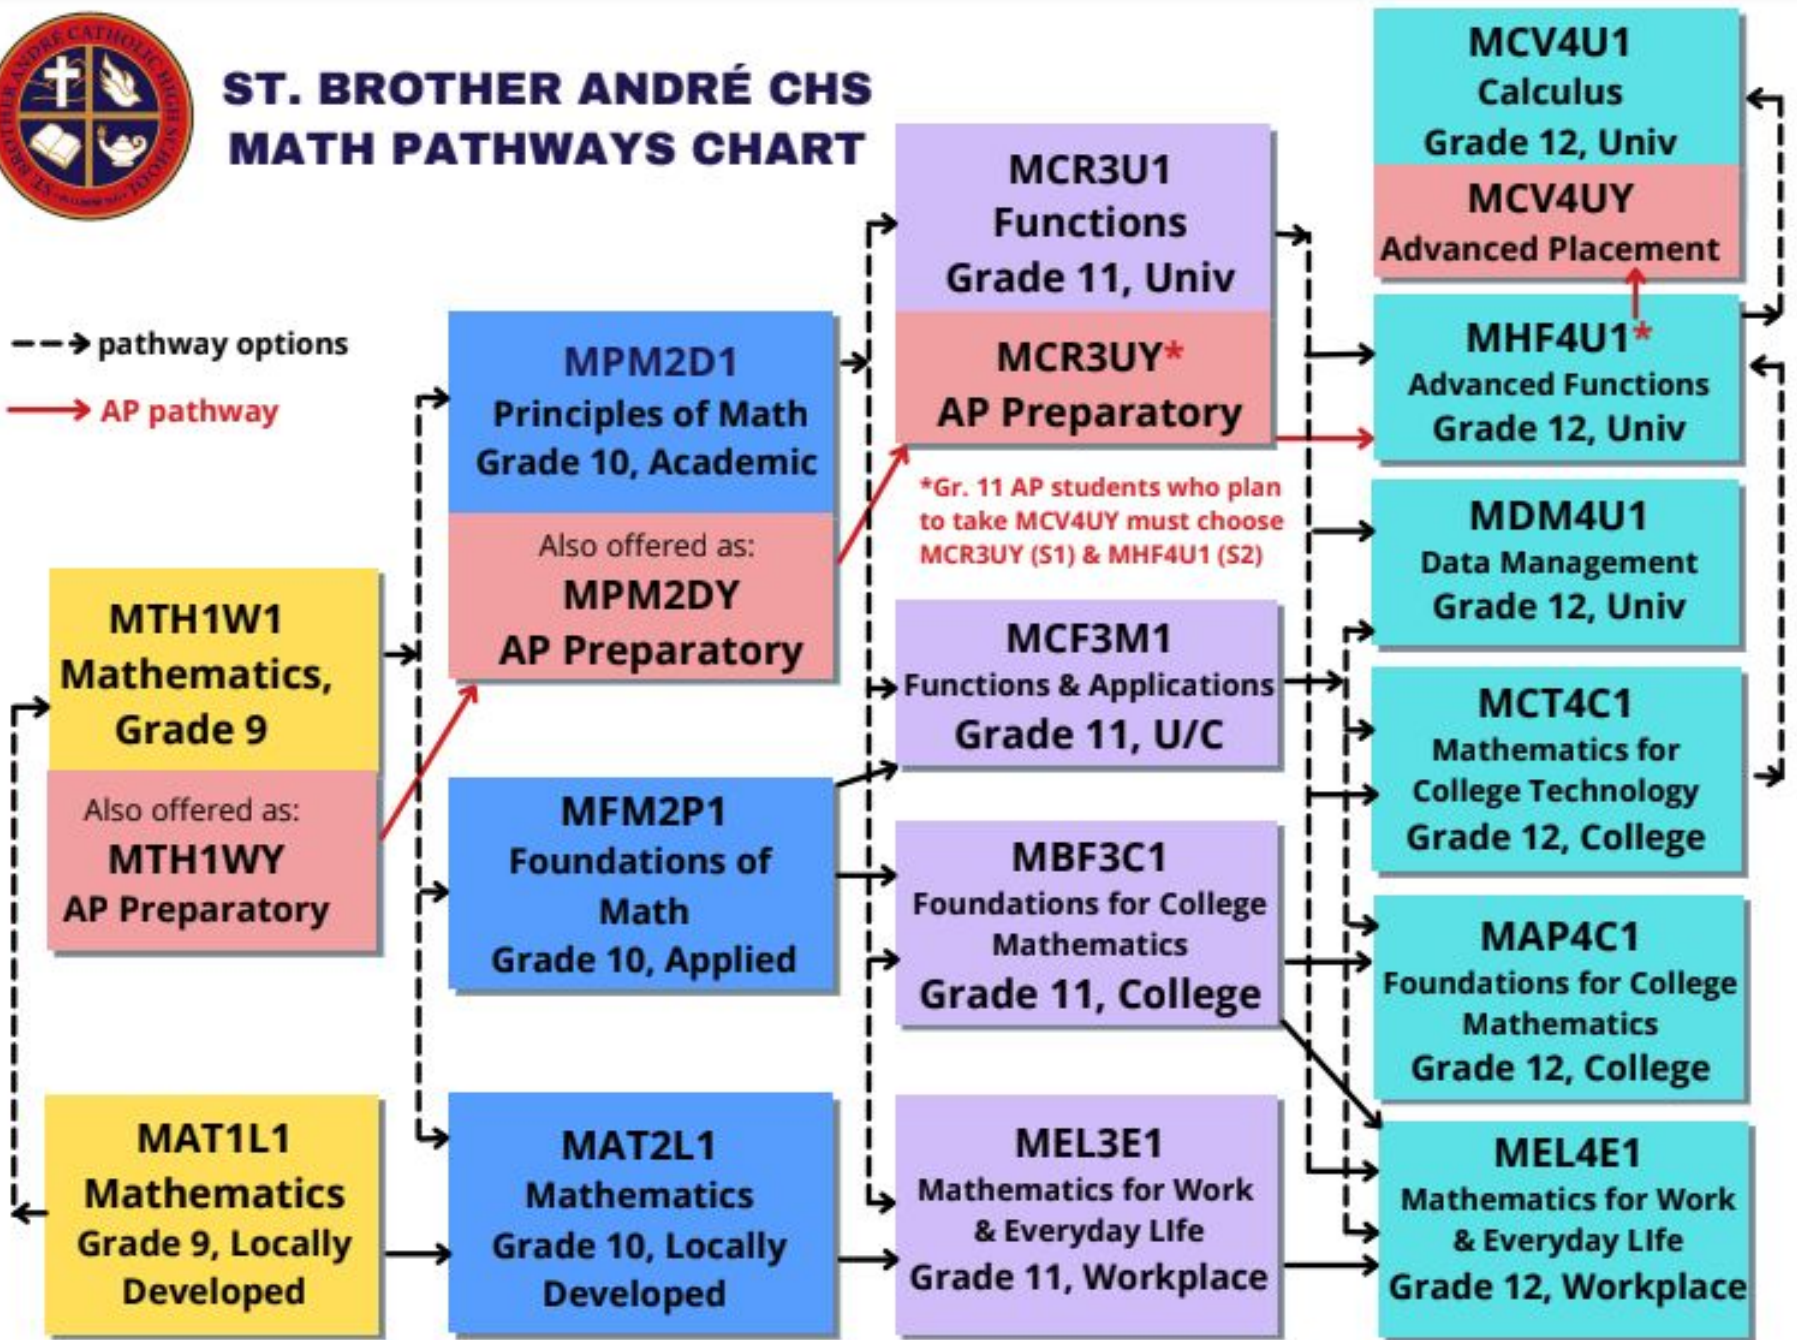 ST. BROTHER ANDRÉ CATHOLIC HIGH SCHOOL
ST. BROTHER ANDRÉ CHS
MATH PATHWAYS CHART
pathway options
AP pathway
MTH1W1
Mathematics,
Grade 9
Also offered as:
MTH1WY
AP Preparatory
MAT1L1
Mathematics
Grade 9, Locally
Developed
MPM2D1
Principles of Math
Grade 10, Academic
Also offered as:
MPM2DY
AP Preparatory
MFM2P1
Foundations of
Math
Grade 10, Applied
MAT2L1
Mathematics
Grade 10, Locally
Developed
MCR3U1
Functions
Grade 11, Univ
MCR3UY*
AP Preparatory
*Gr. 11 AP students who plan
to take MCV4UY must choose
MCR3UY (S1) & MHF4U1 (S2)
MCF3M1
Functions & Applications
Grade 11, U/C
MBF3C1
Foundations for College
Mathematics
Grade 11, College
MEL3E1
Mathematics for Work
& Everyday LIfe
Grade 11, Workplace
MCV4U1
Calculus
Grade 12, Univ
MCV4UY
Advanced Placement
MHF4U1*
Advanced Functions
Grade 12, Univ
MDM4U1
Data Management
Grade 12, Univ
MCT4C1
Mathematics for
College Technology
Grade 12, College
MAP4C1
Foundations for College
Mathematics
Grade 12, College
MEL4E1
Mathematics for Work
& Everyday LIfe
Grade 12, Workplace